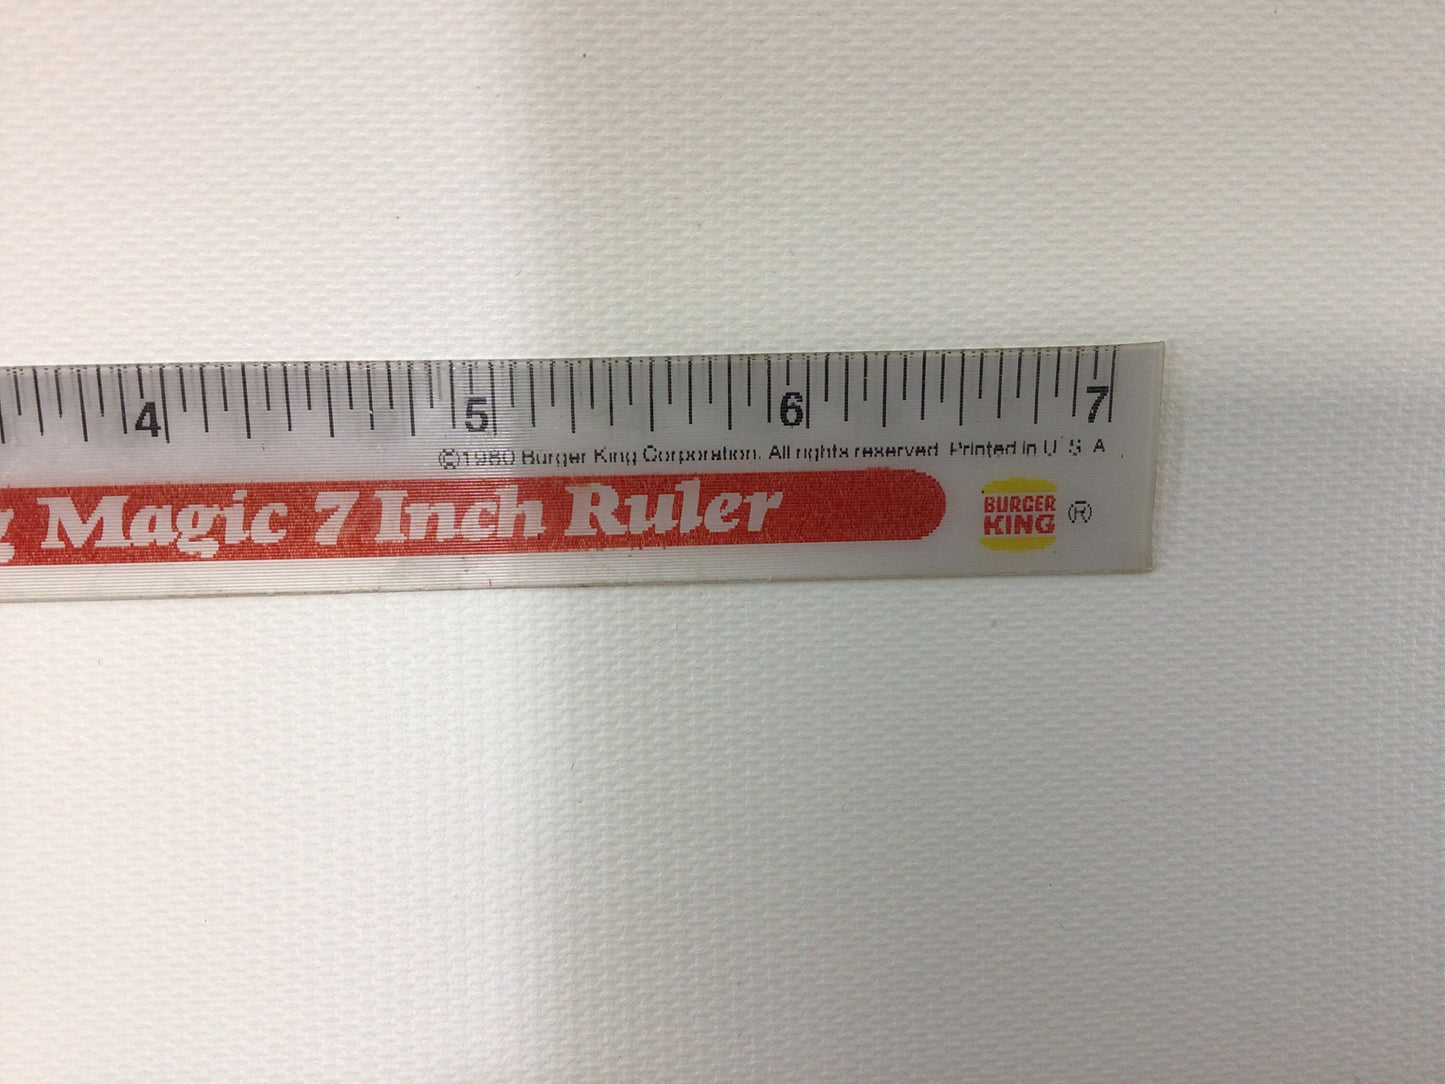 4 5 6 7
©1980 Burger King Corporation. All rights reserved. Printed in U.S.A.
Magic 7 Inch Ruler
BURGER
KING ®